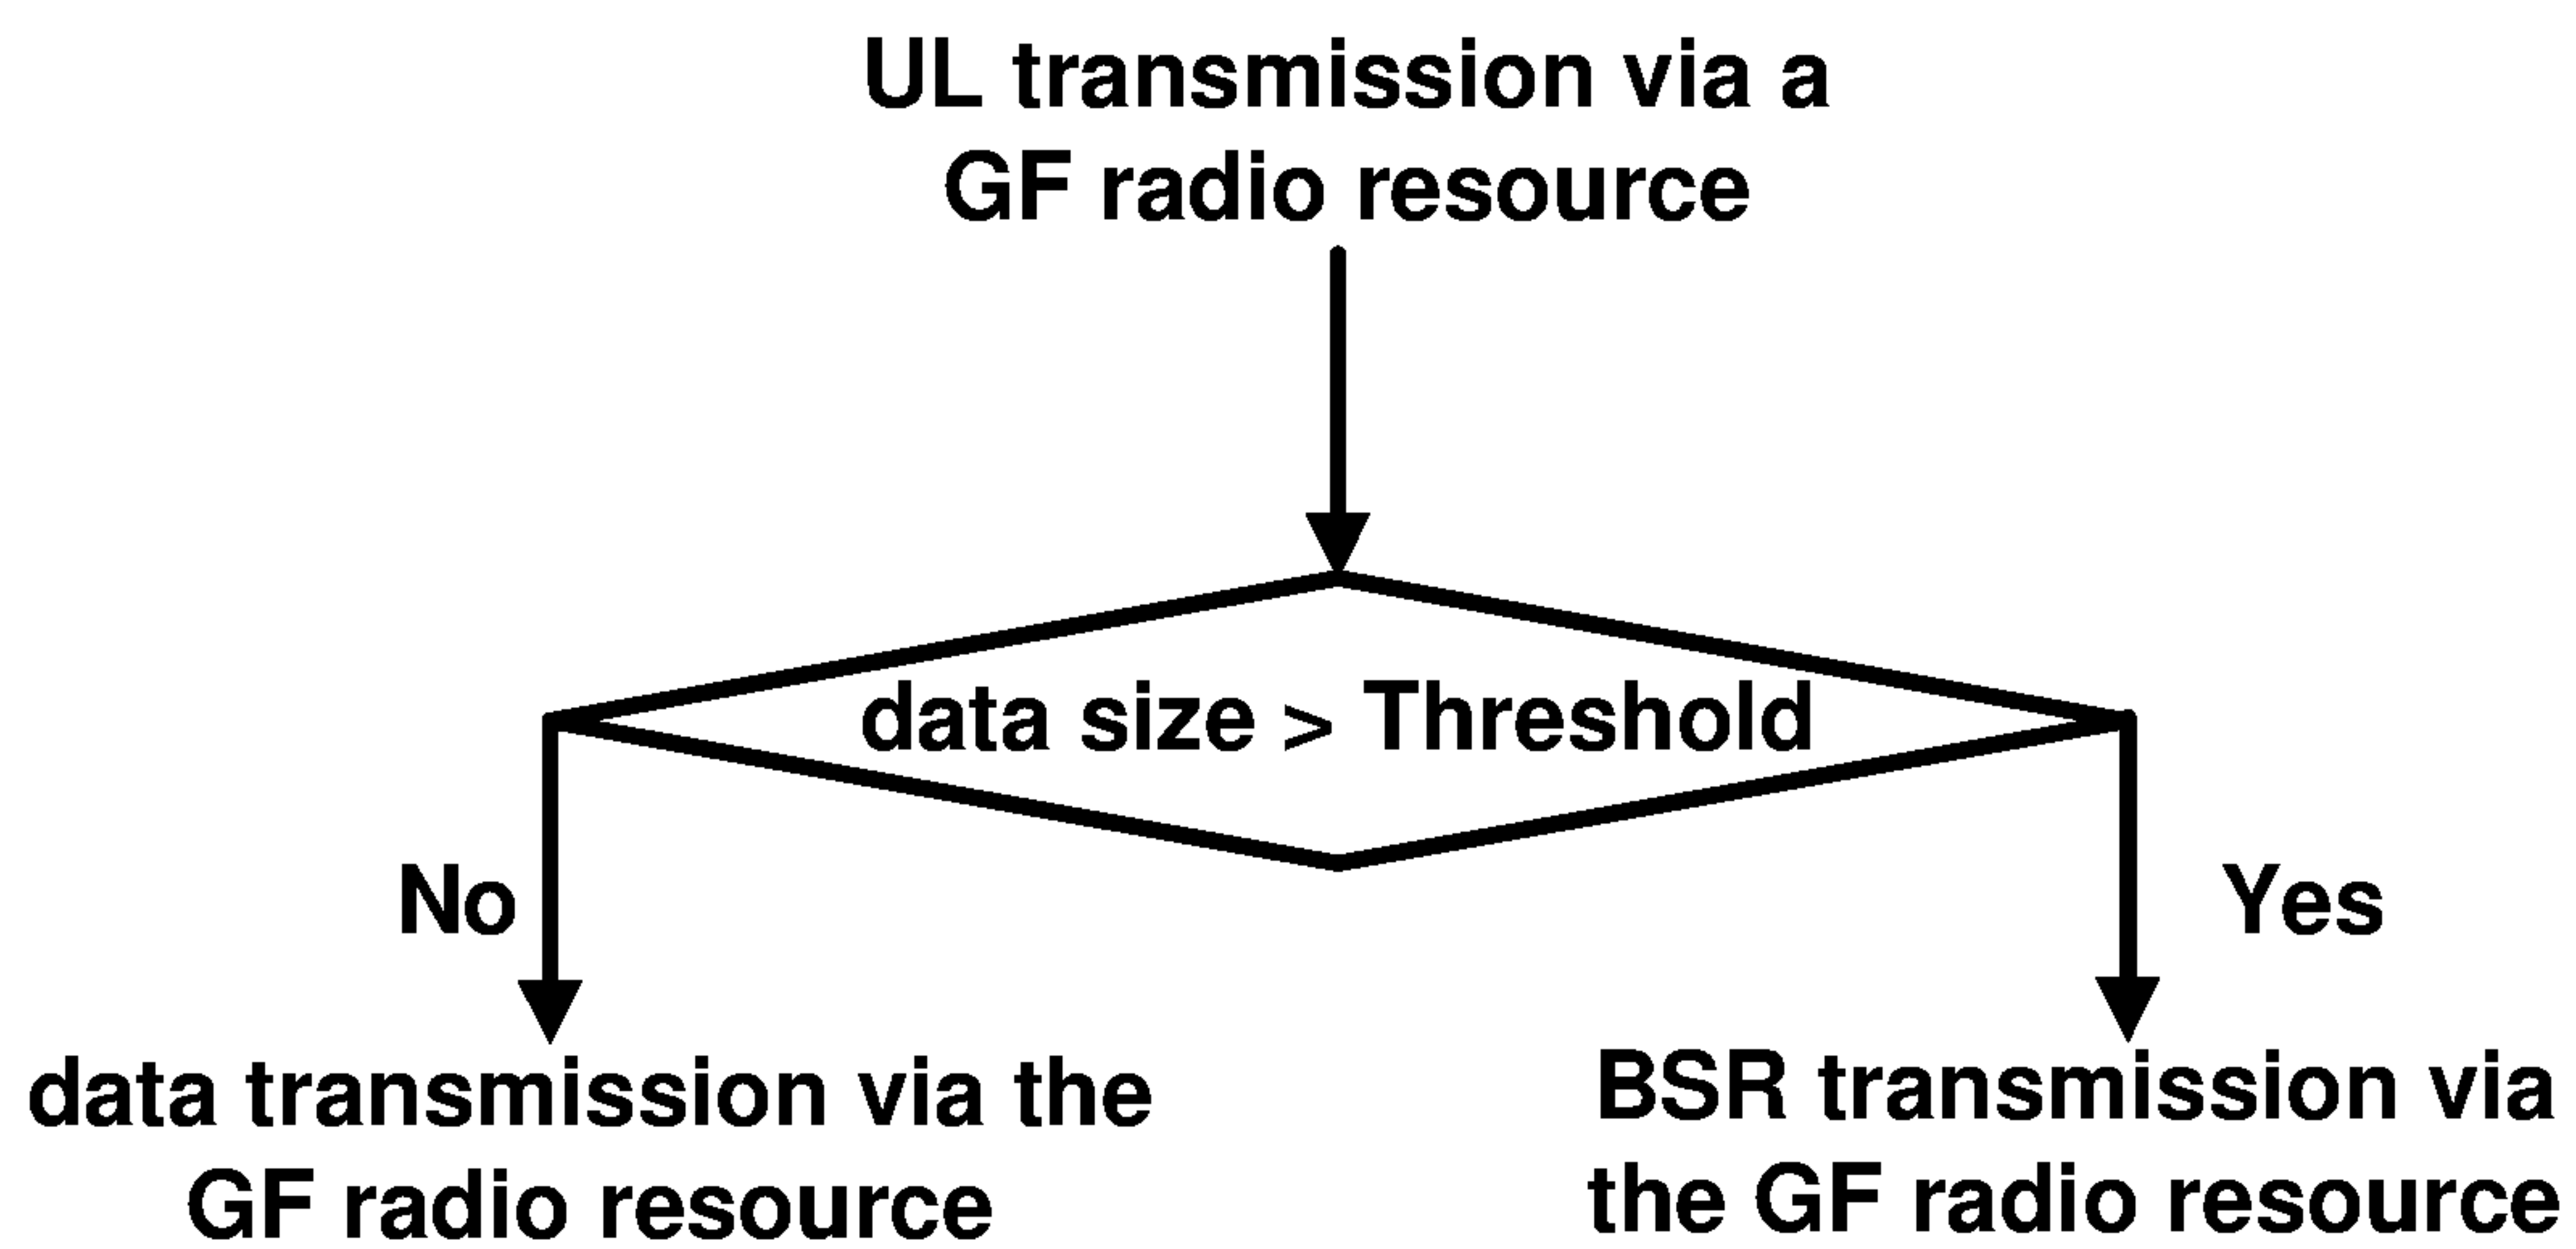 UL transmission via a
GF radio resource
data size > Threshold
No
Yes
data transmission via the
GF radio resource
BSR transmission via
the GF radio resource